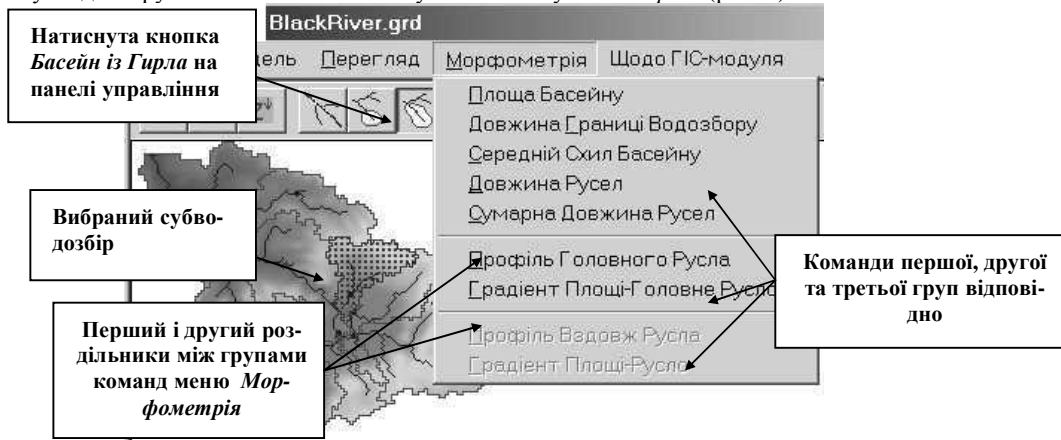 BlackRiver.grd
Натиснута кнопка
Басейн із Гирла на
панелі управління
Перегляд Морфометрія Щодо ГІС-модуля
Площа Басейну
Довжина Границі Водозбору
Середній Схил Басейну
Довжина Русел
Сумарна Довжина Русел
Вибраний субво-
дозбір
Профіль Головного Русла
Градієнт Площі-Головне Русло
Команди першої, другої
та третьої груп відпові-
дно
Перший і другий роз-
дільники між групами
команд меню Мор-
фометрія
Профіль Вздовж Русла
Градієнт Площі-Русло